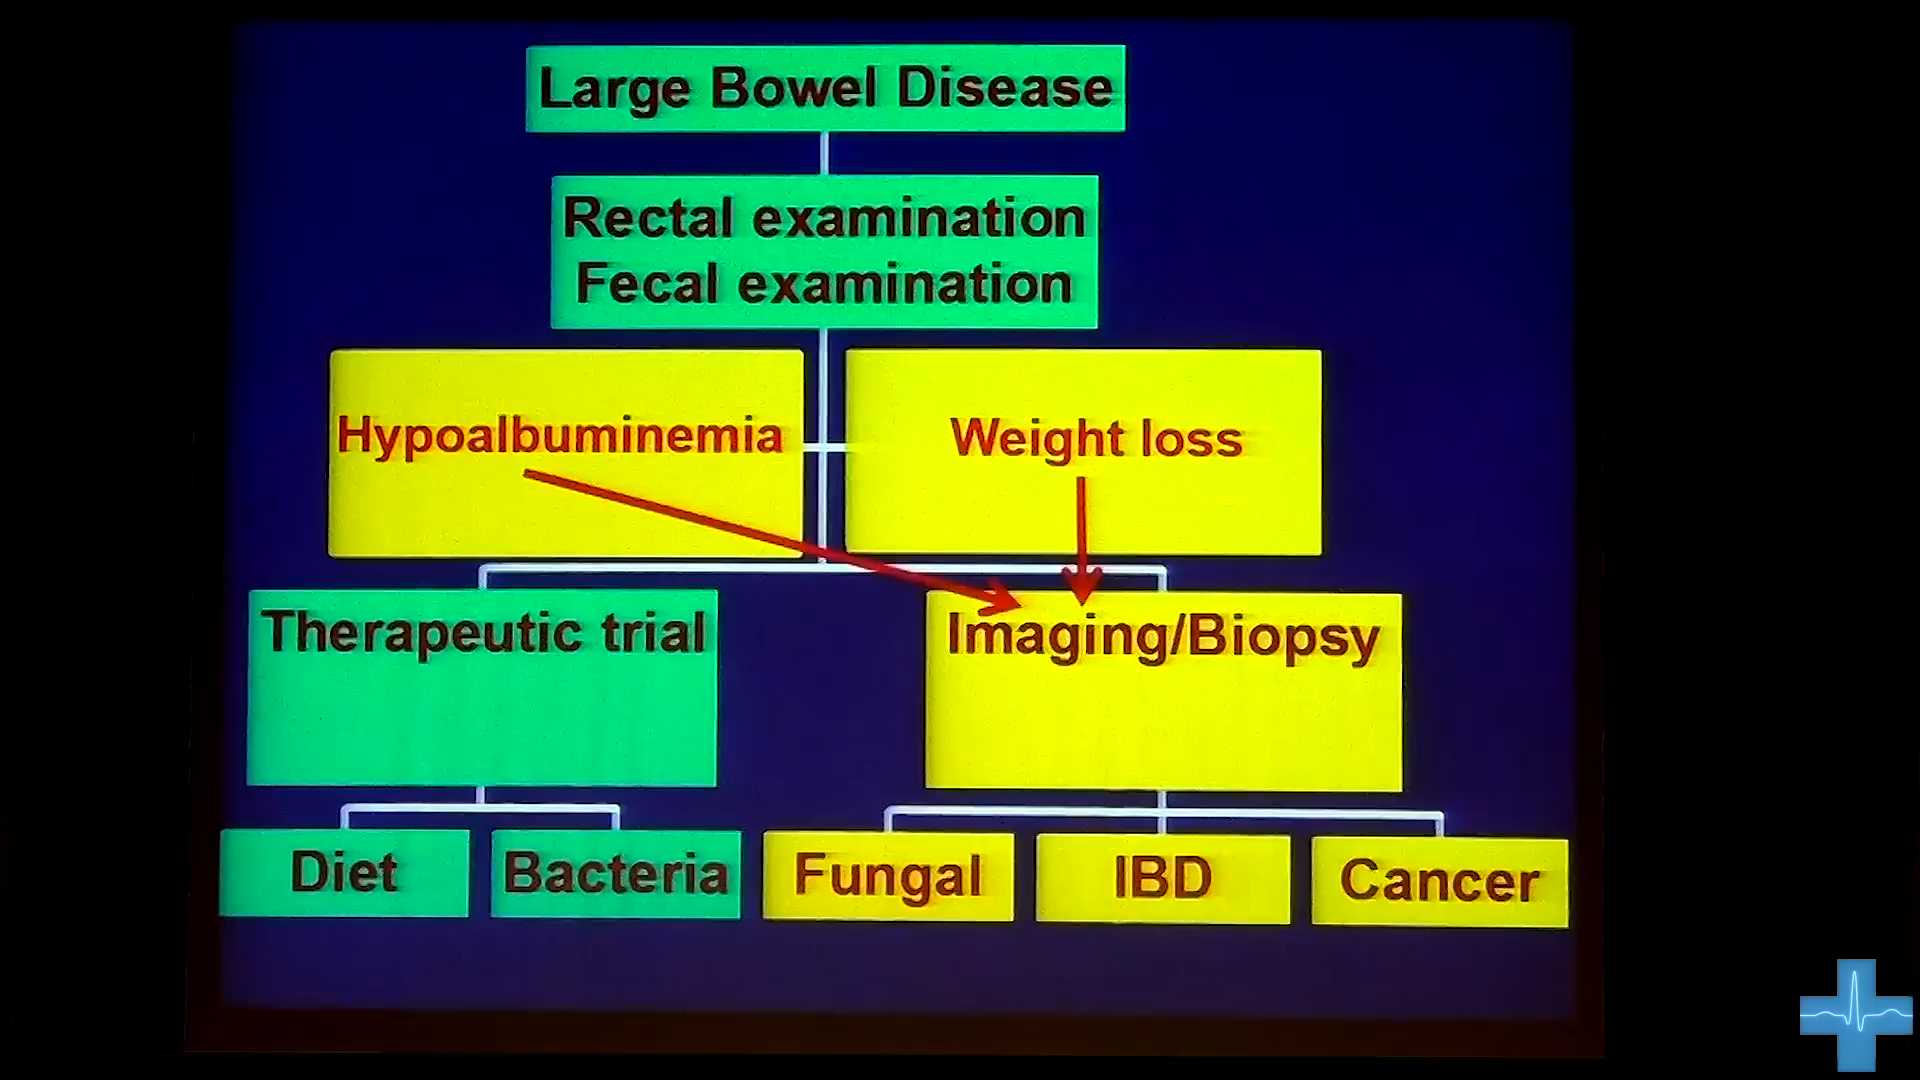 Large Bowel Disease
Rectal examination
Fecal examination
Hypoalbuminemia
Weight loss
Therapeutic trial
Imaging/Biopsy
Diet
Bacteria
Fungal
IBD
Cancer